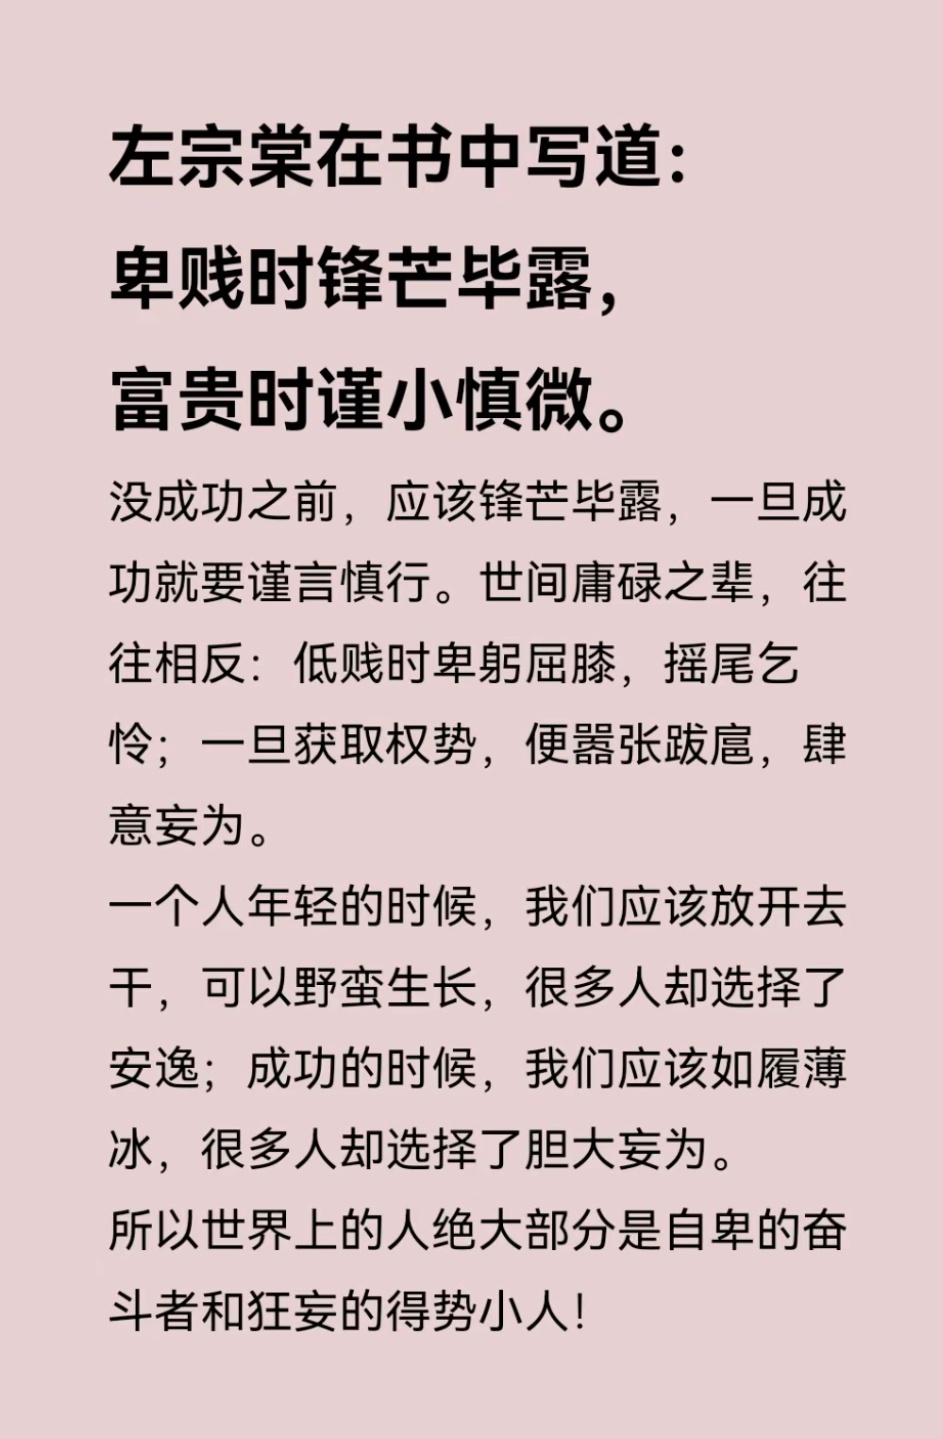 左宗棠在书中写道：
卑贱时锋芒毕露，
富贵时谨小慎微。
没成功之前，应该锋芒毕露，一旦成
功就要谨言慎行。世间庸碌之辈，往
往相反：低贱时卑躬屈膝，摇尾乞
怜；一旦获取权势，便嚣张跋扈，肆
意妄为。
一个人年轻的时候，我们应该放开去
干，可以野蛮生长，很多人却选择了
安逸；成功的时候，我们应该如履薄
冰，很多人却选择了胆大妄为。
所以世界上的人绝大部分是自卑的奋
斗者和狂妄的得势小人！